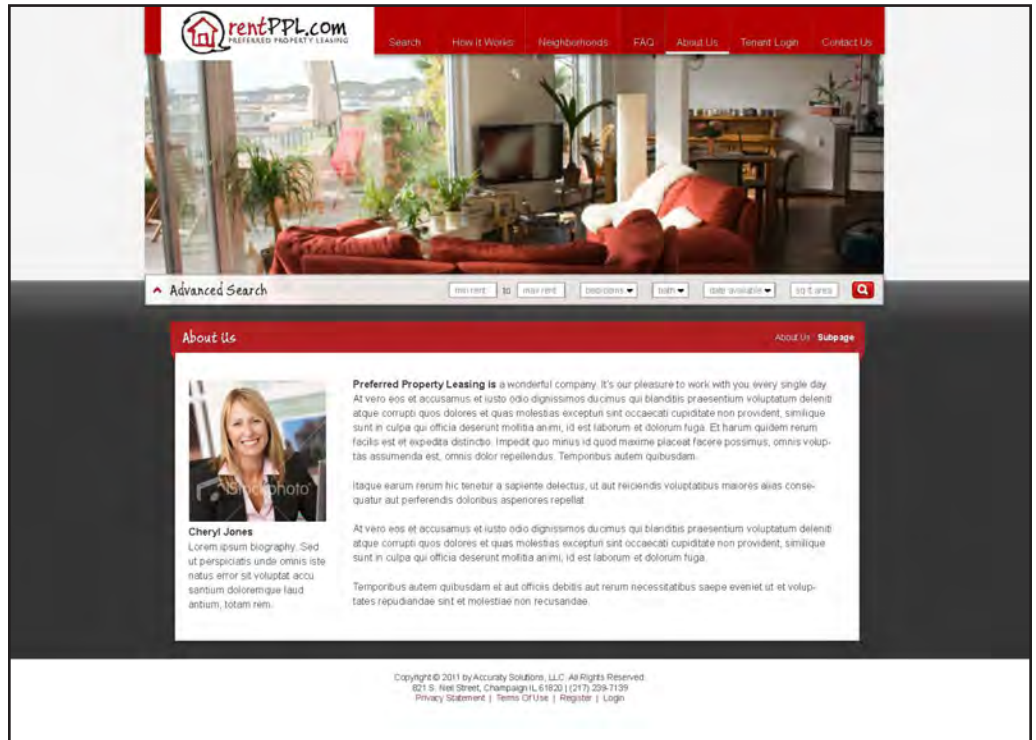 rentPPL.com
PREFERRED PROPERTY LEASING
Search How it Works Neighborhoods FAQ About Us Tenant Login Contact Us
Advanced Search min rent to max rent bedrooms bath date available sq ft area
About Us About Us Subpage
Preferred Property Leasing is a wonderful company. It's our pleasure to work with you every single day.
At vero eos et accusamus et iusto odio dignissimos ducimus qui blanditiis praesentium voluptatum deleniti
atque corrupti quos dolores et quas molestias excepturi sint occaecati cupiditate non provident, similique
sunt in culpa qui officia deserunt mollitia animi, id est laborum et dolorum fuga. Et harum quidem rerum
facilis est et expedita distinctio. Impedit quo minus id quod maxime placeat facere possimus, omnis volup-
tas assumenda est, omnis dolor repellendus. Temporibus autem quibusdam.
Itaque earum rerum hic tenetur a sapiente delectus, ut aut reiciendis voluptatibus maiores alias conse-
quatur aut perferendis doloribus asperiores repellat
At vero eos et accusamus et iusto odio dignissimos ducimus qui blanditiis praesentium voluptatum deleniti
atque corrupti quos dolores et quas molestias excepturi sint occaecati cupiditate non provident, similique
sunt in culpa qui officia deserunt mollitia animi, id est laborum et dolorum fuga.
Temporibus autem quibusdam et aut officiis debitis aut rerum necessitatibus saepe eveniet ut et volup-
tates repudiandae sint et molestiae non recusandae.
iStockphoto
Cheryl Jones
Lorem ipsum biography. Sed
ut perspiciatis unde omnis iste
natus error sit voluptat accu
santium doloremque laud
antium, totam rem.
Copyright © 2011 by Accuraty Solutions, LLC. All Rights Reserved.
821 S. Neil Street, Champaign IL 61820 | (217) 239-7139
Privacy Statement | Terms Of Use | Register | Login